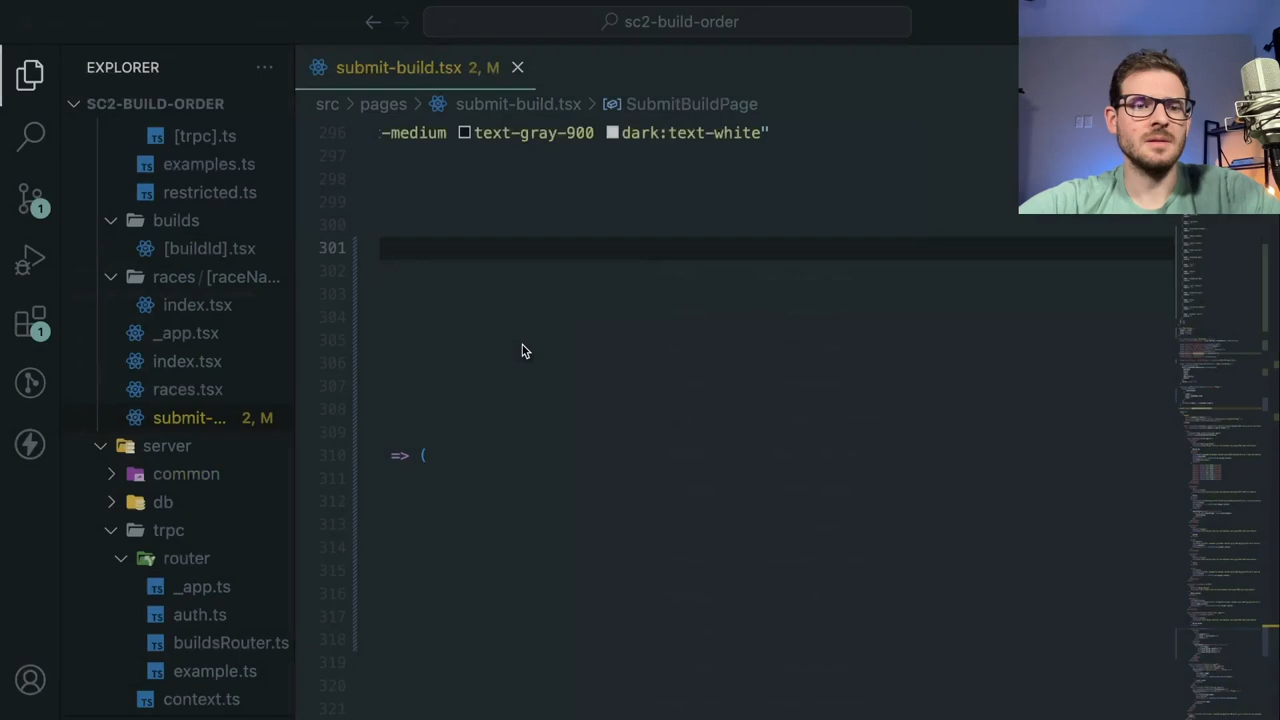 sc2-build-order
EXPLORER
SC2-BUILD-ORDER
[trpc].ts
examples.ts
restricted.ts
builds
[buildId].tsx
races/[raceNa...
index.tsx
_app.tsx
index.tsx
races.tsx
submit-... 2, M
server
common
db
trpc
router
_app.ts
auth.ts
buildsRouter.ts
example.ts
context.ts
1
1
submit-build.tsx 2, M
src > pages > submit-build.tsx > SubmitBuildPage
296 -medium text-gray-900 dark:text-white"
297
298
299
300
301
302
303
304
305
306
307
308
309
310 => (
311
312
313
314
315
316
317
318
319
320
321